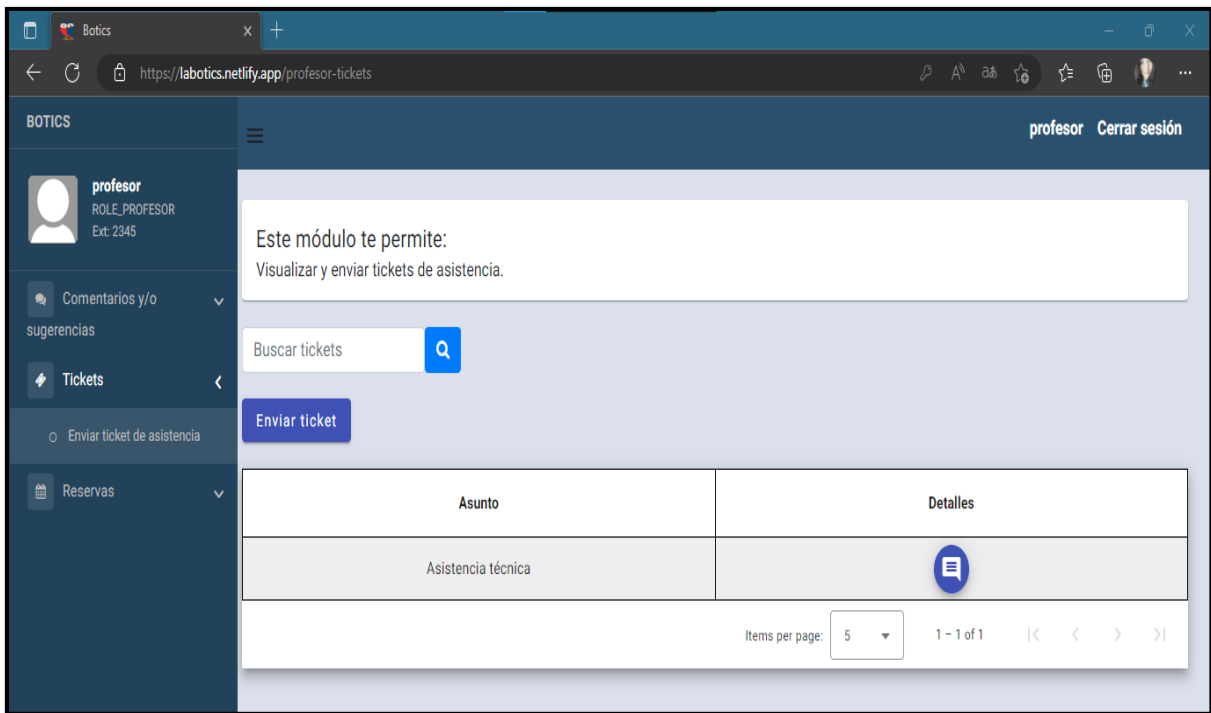 Botics
https://labotics.netlify.app/profesor-tickets
BOTICS
profesor Cerrar sesión
profesor
ROLE_PROFESOR
Ext: 2345
Comentarios y/o
sugerencias
Tickets
Enviar ticket de asistencia
Reservas
Este módulo te permite:
Visualizar y enviar tickets de asistencia.
Buscar tickets
Enviar ticket
Asunto Detalles
Asistencia técnica
Items per page: 5 1 – 1 of 1